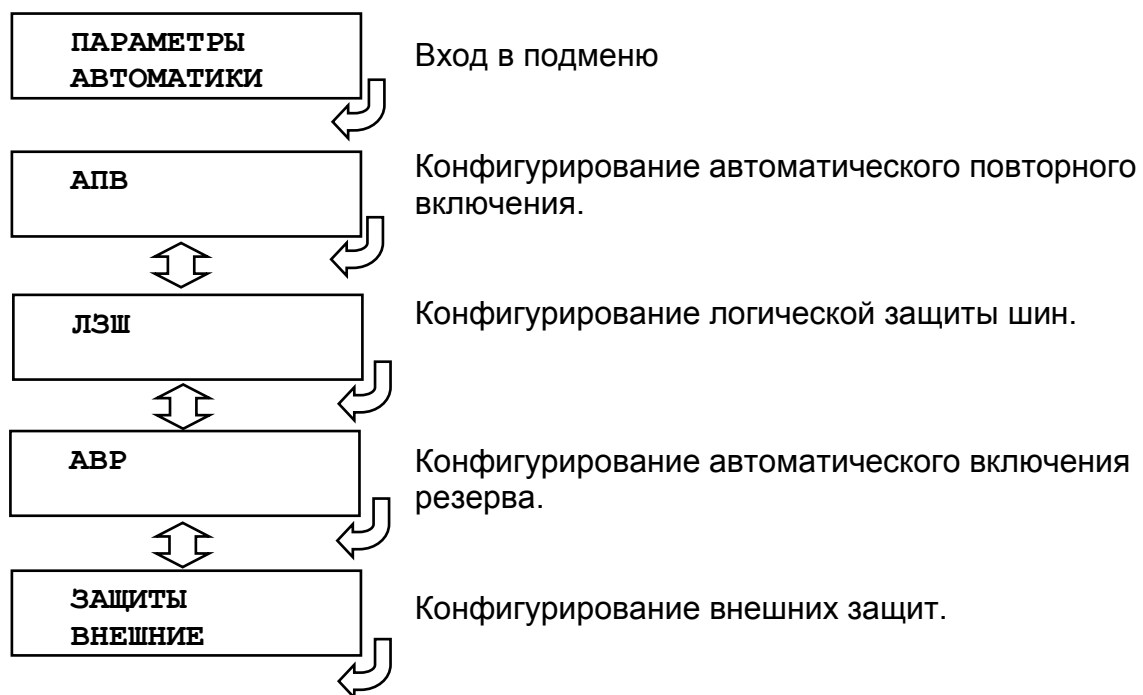 ПАРАМЕТРЫ
АВТОМАТИКИ
Вход в подменю
АПВ
Конфигурирование автоматического повторного
включения.
ЛЗШ
Конфигурирование логической защиты шин.
АВР
Конфигурирование автоматического включения
резерва.
ЗАЩИТЫ
ВНЕШНИЕ
Конфигурирование внешних защит.